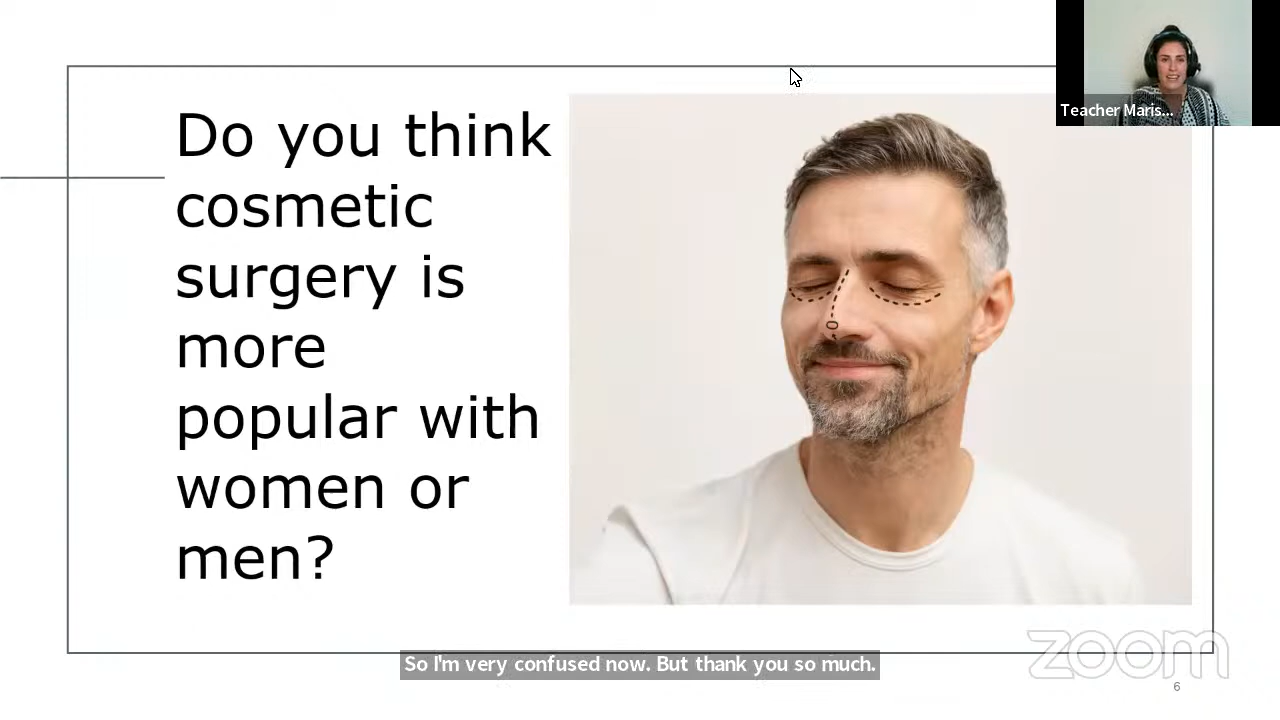 Teacher Maris...
Do you think
cosmetic
surgery is
more
popular with
women or
men?
So I'm very confused now. But thank you so much.
zoom
6